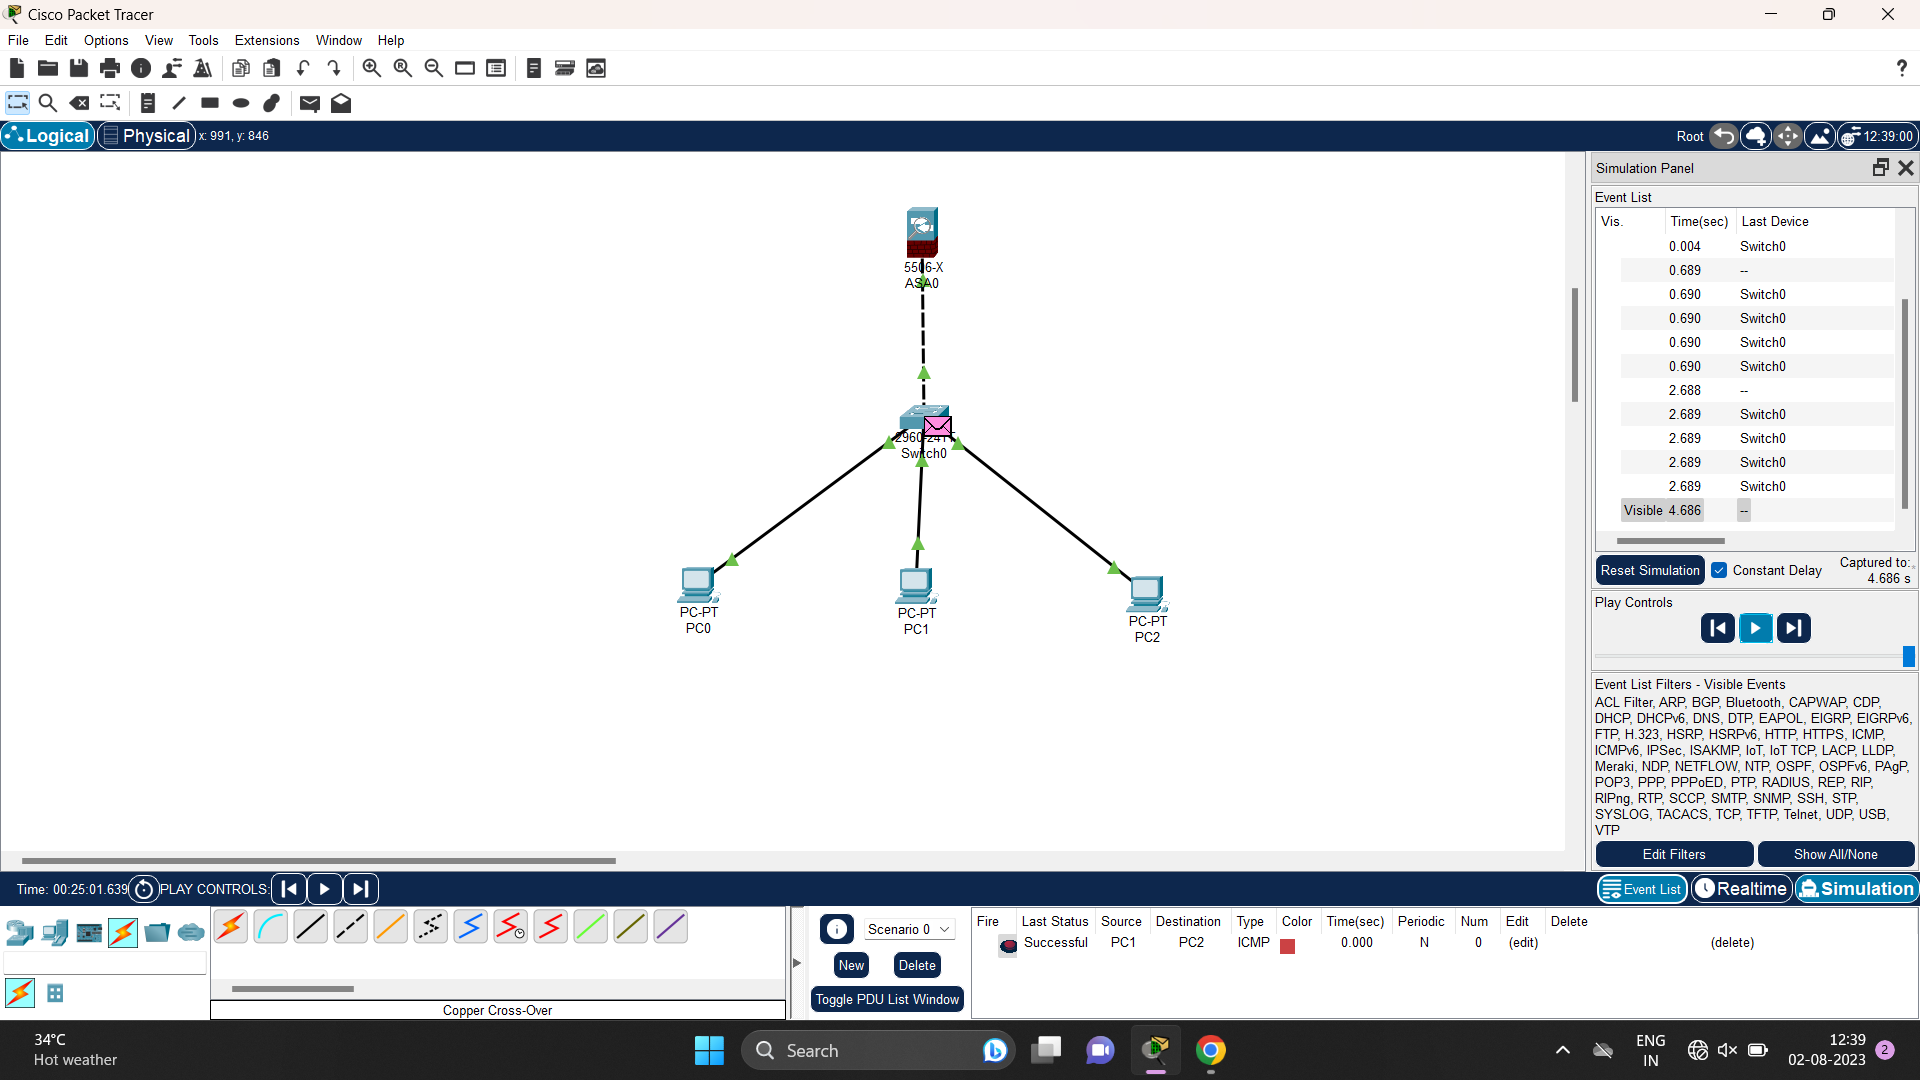 Cisco Packet Tracer
File Edit Options View Tools Extensions Window Help
?
Logical Physical x: 991, y: 846 Root 12:39:00
Simulation Panel
Event List
Vis. Time(sec) Last Device
0.004 Switch0
0.689 --
0.690 Switch0
0.690 Switch0
0.690 Switch0
0.690 Switch0
2.688 --
2.689 Switch0
2.689 Switch0
2.689 Switch0
2.689 Switch0
Visible 4.686 --
Reset Simulation Constant Delay Captured to:
4.686 s
Play Controls
Event List Filters - Visible Events
ACL Filter, ARP, BGP, Bluetooth, CAPWAP, CDP,
DHCP, DHCPv6, DNS, DTP, EAPOL, EIGRP, EIGRPv6,
FTP, H.323, HSRP, HSRPv6, HTTP, HTTPS, ICMP,
ICMPv6, IPSec, ISAKMP, IoT, IoT TCP, LACP, LLDP,
Meraki, NDP, NETFLOW, NTP, OSPF, OSPFv6, PAgP,
POP3, PPP, PPPoED, PTP, RADIUS, REP, RIP,
RIPng, RTP, SCCP, SMTP, SNMP, SSH, STP,
SYSLOG, TACACS, TCP, TFTP, Telnet, UDP, USB,
VTP
Edit Filters Show All/None
5506-X
ASA0
Switch0
PC-PT
PC0
PC-PT
PC1
PC-PT
PC2
Time: 00:25:01.639 PLAY CONTROLS: Event List Realtime Simulation
Copper Cross-Over
Scenario 0
New Delete
Toggle PDU List Window
Fire Last Status Source Destination Type Color Time(sec) Periodic Num Edit Delete
Successful PC1 PC2 ICMP 0.000 N 0 (edit) (delete)
34°C
Hot weather
Search
ENG
IN
12:39
02-08-2023
2